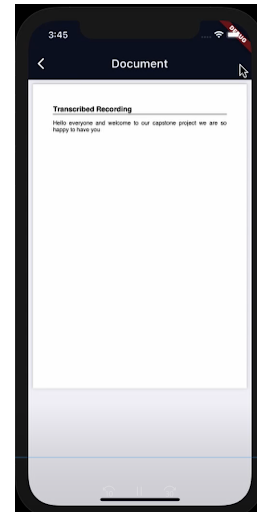 3:45
DEBUG
Document
Transcribed Recording
Hello everyone and welcome to our capstone project we are so
happy to have you